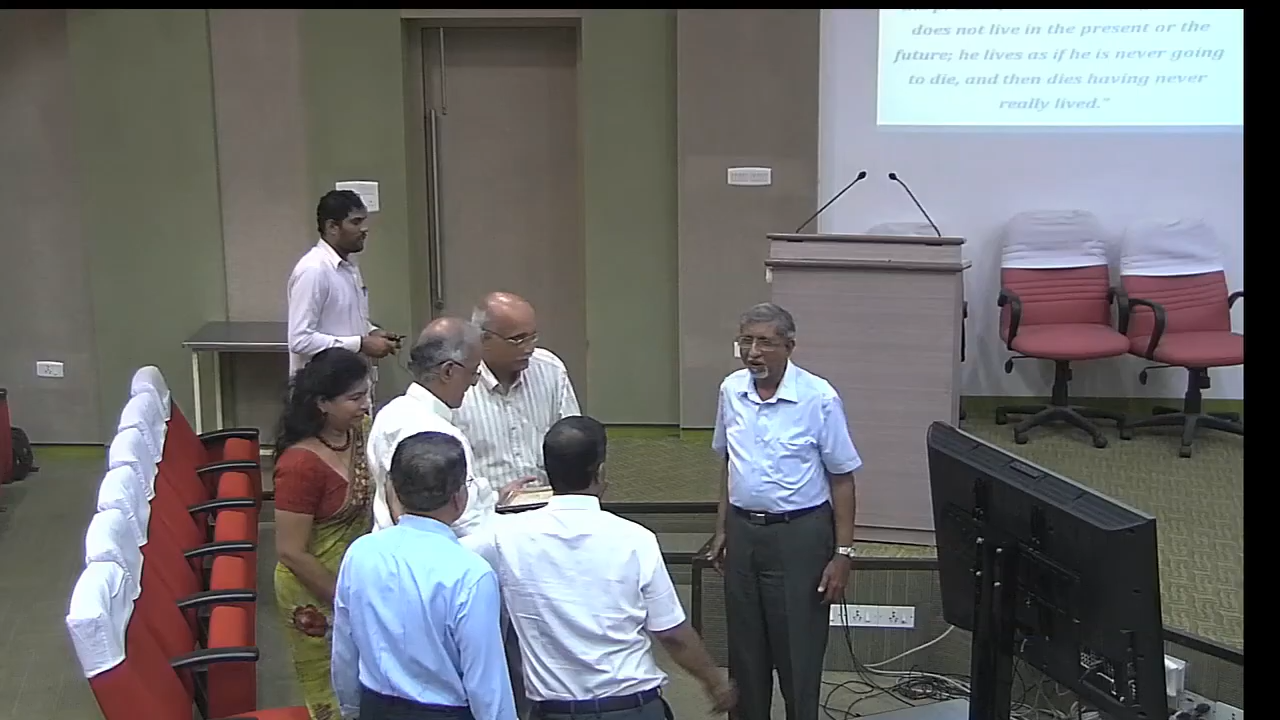 does not live in the present or the
future; he lives as if he is never going
to die, and then dies having never
really lived.”